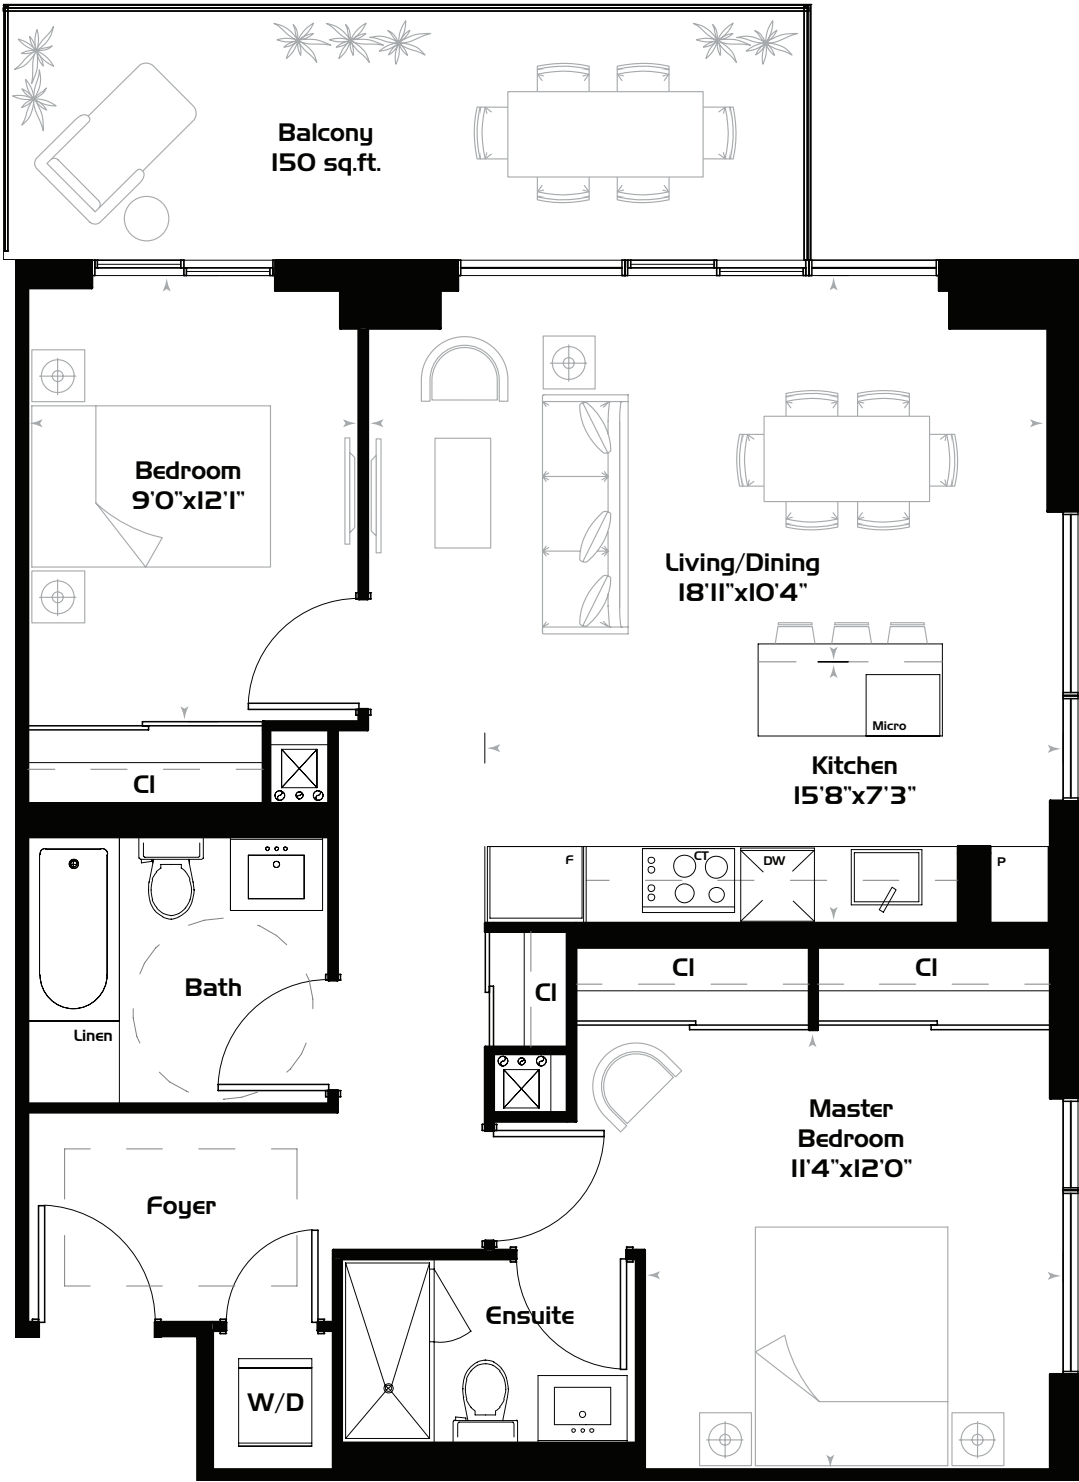 Balcony
150 sq.ft.
Bedroom
9'0"x12'1"
Living/Dining
18'11"x10'4"
Micro
Kitchen
15'8"x7'3"
Cl
F
CT
DW
P
Cl
Cl
Cl
Bath
Linen
Master
Bedroom
11'4"x12'0"
Foyer
Ensuite
W/D